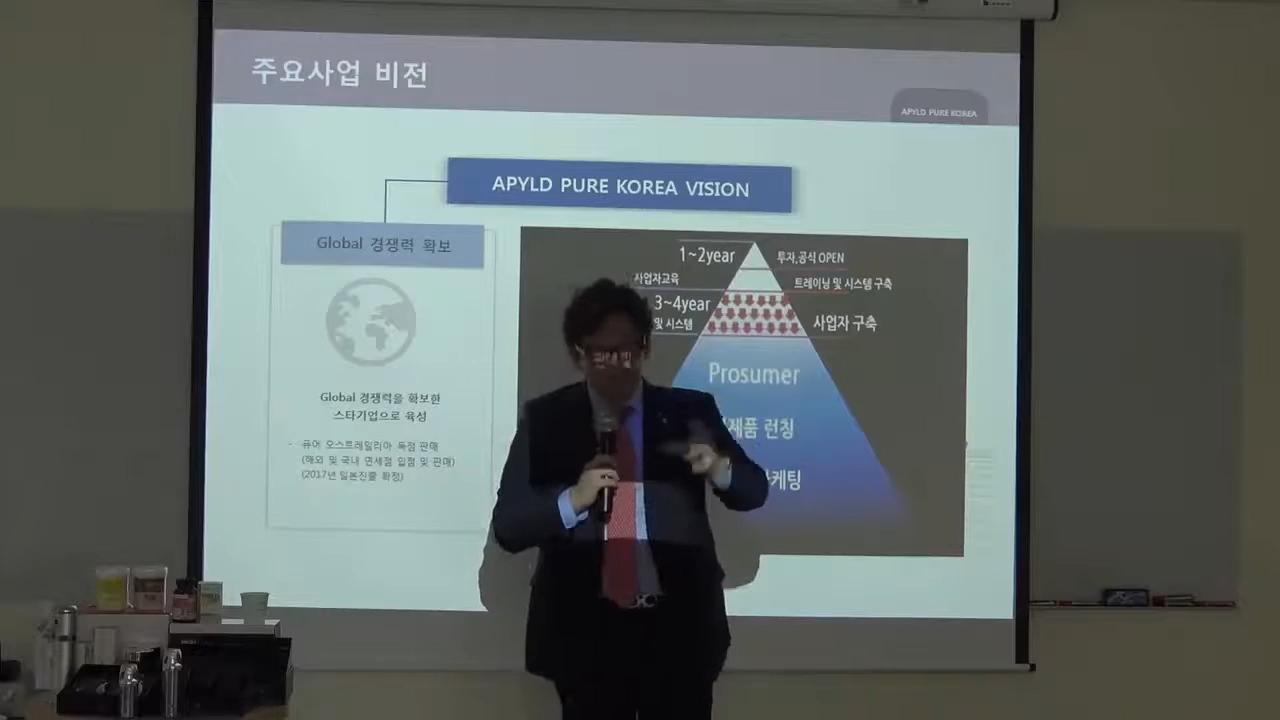 주요사업 비전
APYLD PURE KOREA
APYLD PURE KOREA VISION
Global 경쟁력 확보
Global 경쟁력을 확보한
스타기업으로 육성
- 퓨어 오스트레일리아 독점 판매
(해외 및 국내 면세점 입점 및 판매)
(2017년 일본진출 확정)
1~2year
투자,공식 OPEN
사업자교육
트레이닝 및 시스템 구축
3~4year
및 시스템
사업자 구축
Prosumer
제품 런칭
케팅